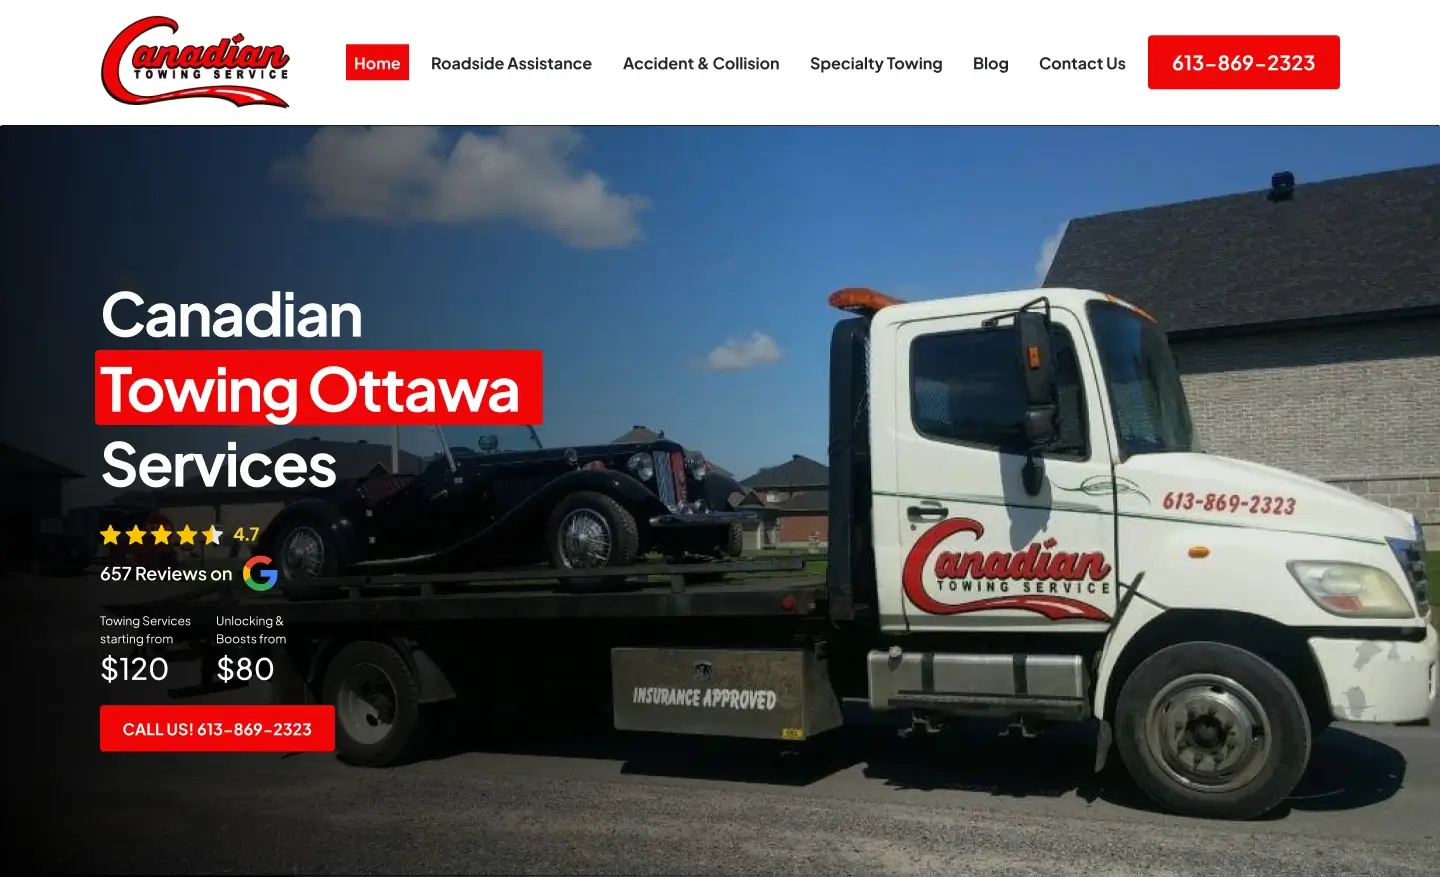 Canadian
TOWING SERVICE
Home
Roadside Assistance
Accident & Collision
Specialty Towing
Blog
Contact Us
613-869-2323
Canadian
Towing Ottawa
Services
4.7
657 Reviews on
Towing Services
starting from
$120
Unlocking &
Boosts from
$80
CALL US! 613-869-2323
613-869-2323
Canadian
TOWING SERVICE
INSURANCE APPROVED